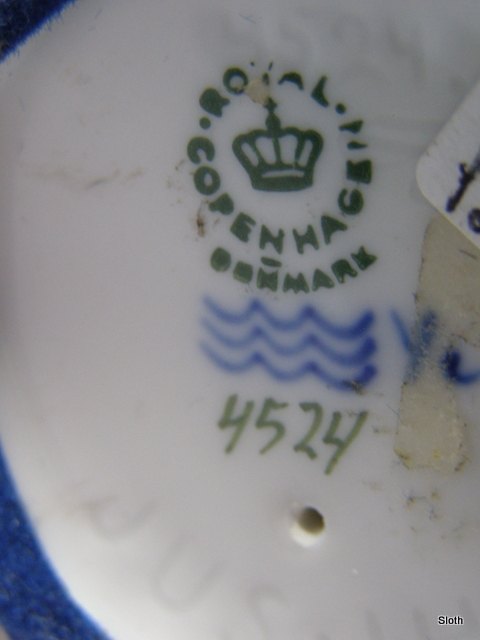 ROYAL.
COPENHAGEN
DENMARK
4524
Sloth